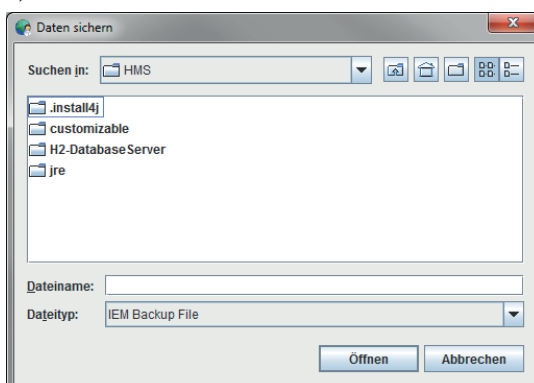 Daten sichern
Suchen in: HMS
.install4j
customizable
H2-DatabaseServer
jre
Dateiname:
Dateityp: IEM Backup File
Öffnen Abbrechen